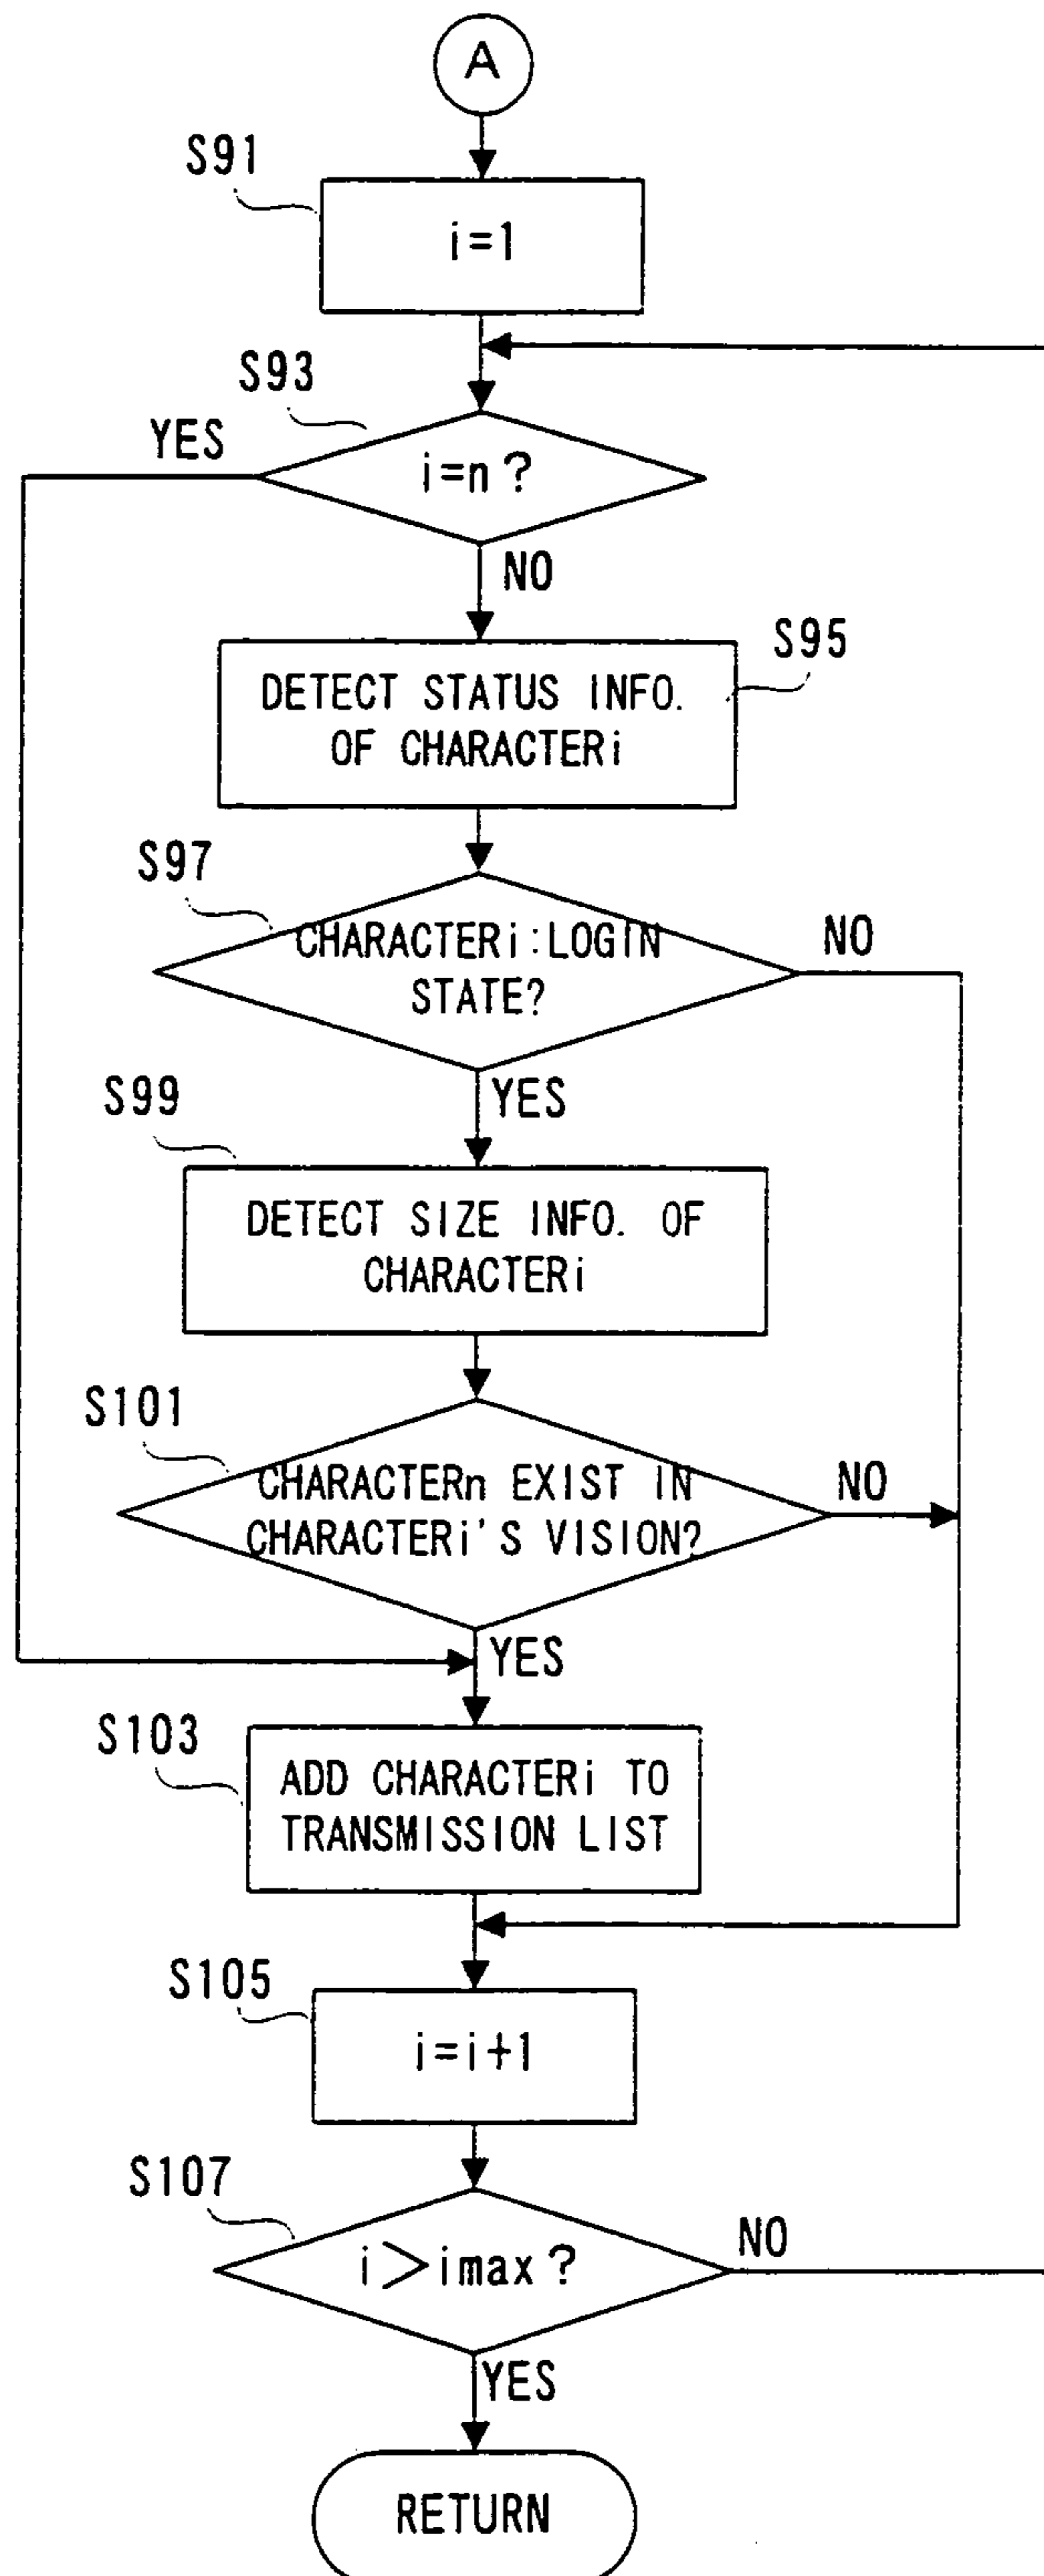 A
S91
i=1
S93
YES
i=n?
NO
S95
DETECT STATUS INFO.
OF CHARACTERi
S97
CHARACTERi:LOGIN
STATE?
NO
YES
S99
DETECT SIZE INFO. OF
CHARACTERi
S101
CHARACTERn EXIST IN
CHARACTERi'S VISION?
NO
YES
S103
ADD CHARACTERi TO
TRANSMISSION LIST
S105
i=i+1
S107
i>imax?
NO
YES
RETURN